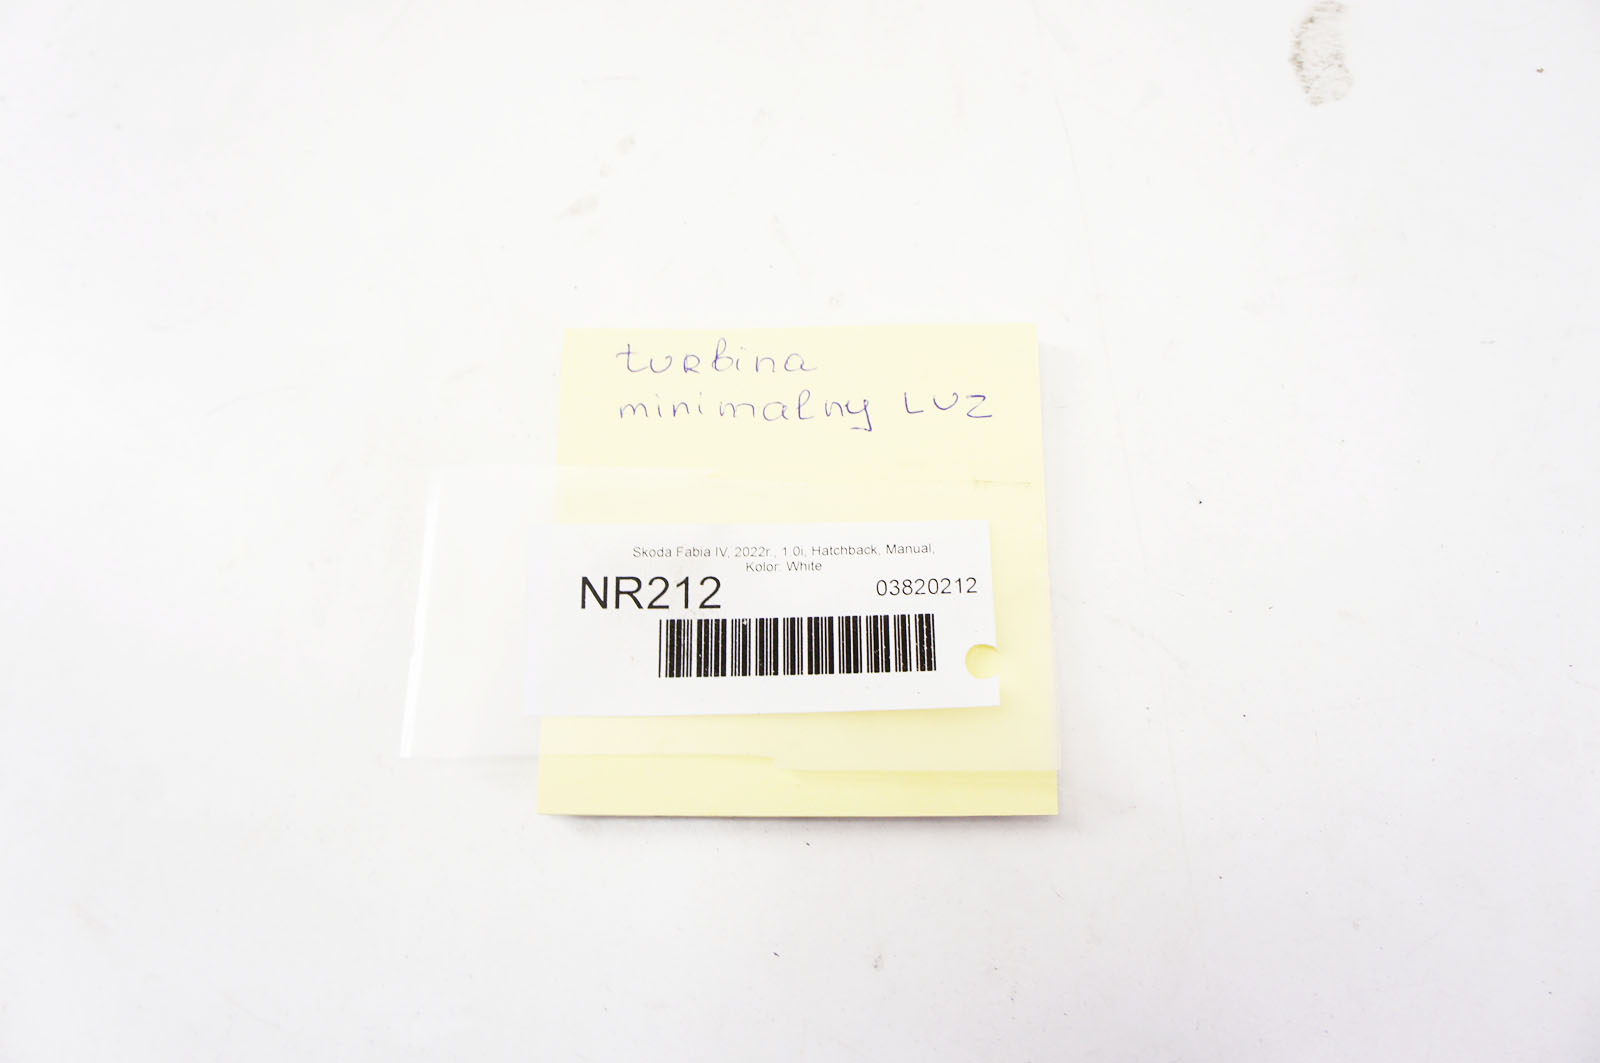 turbina
minimalny LUZ
Skoda Fabia IV, 2022r., 1.0i, Hatchback, Manual,
Kolor: White
NR212
03820212